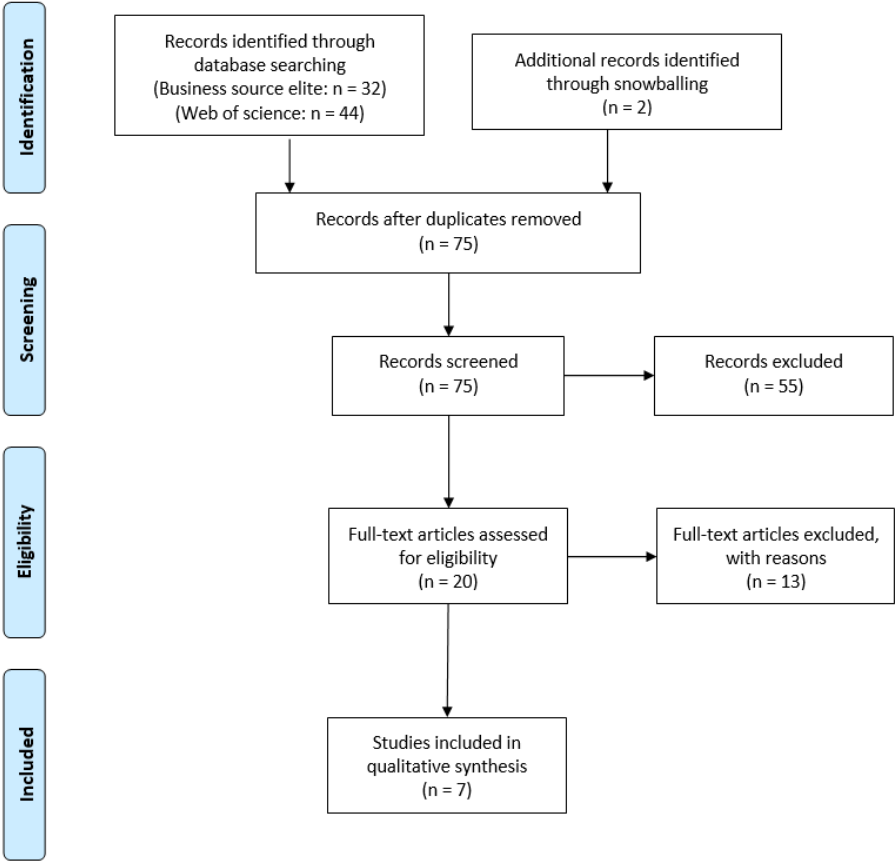 Identification
Records identified through
database searching
(Business source elite: n = 32)
(Web of science: n = 44)
Additional records identified
through snowballing
(n = 2)
Records after duplicates removed
(n = 75)
Screening
Records screened
(n = 75)
Records excluded
(n = 55)
Eligibility
Full-text articles assessed
for eligibility
(n = 20)
Full-text articles excluded,
with reasons
(n = 13)
Included
Studies included in
qualitative synthesis
(n = 7)